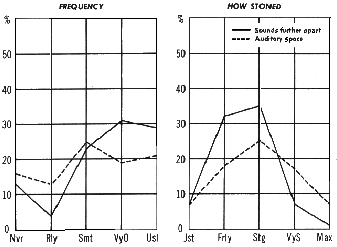 FREQUENCY
HOW STONED
%
50
40
30
20
10
0
Nvr Rly Smt VyO Usl
%
50
40
30
20
10
0
Sounds further apart
Auditory space
Jst Frly Stg VyS Max